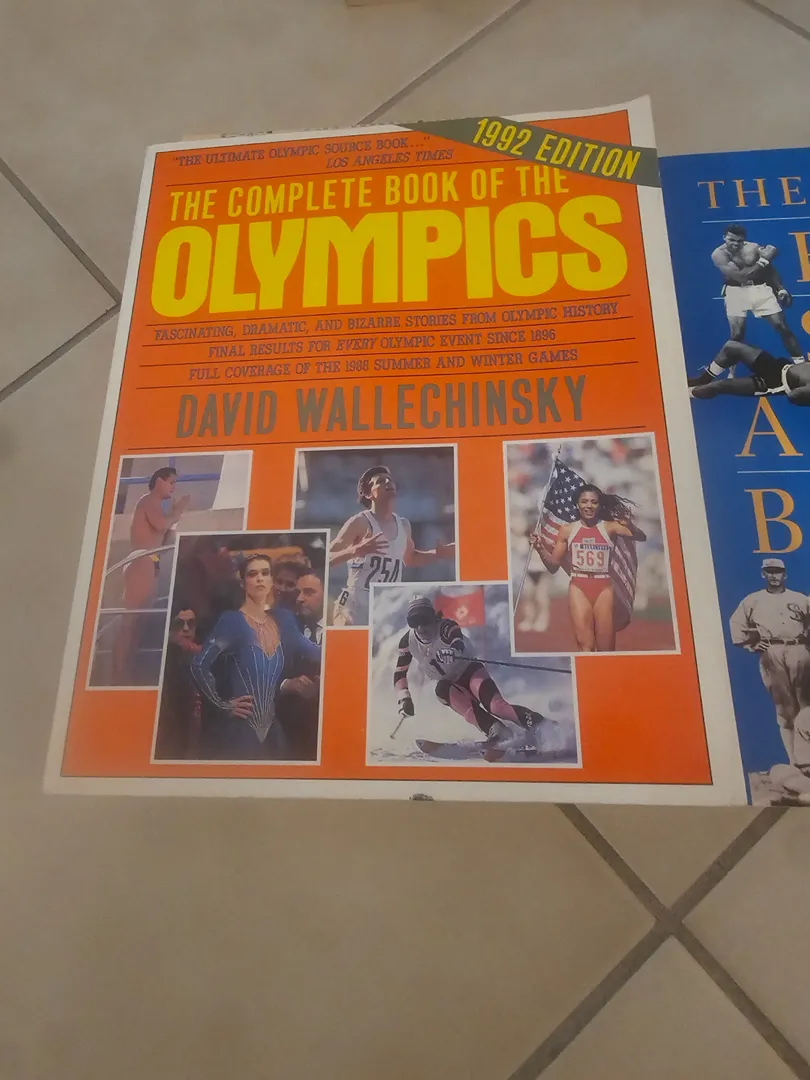 1992 EDITION
"THE ULTIMATE OLYMPIC SOURCE BOOK..."
LOS ANGELES TIMES
THE COMPLETE BOOK OF THE
OLYMPICS
FASCINATING, DRAMATIC, AND BIZARRE STORIES FROM OLYMPIC HISTORY
FINAL RESULTS FOR EVERY OLYMPIC EVENT SINCE 1896
FULL COVERAGE OF THE 1988 SUMMER AND WINTER GAMES
DAVID WALLECHINSKY
254
569
1
THE
A
B